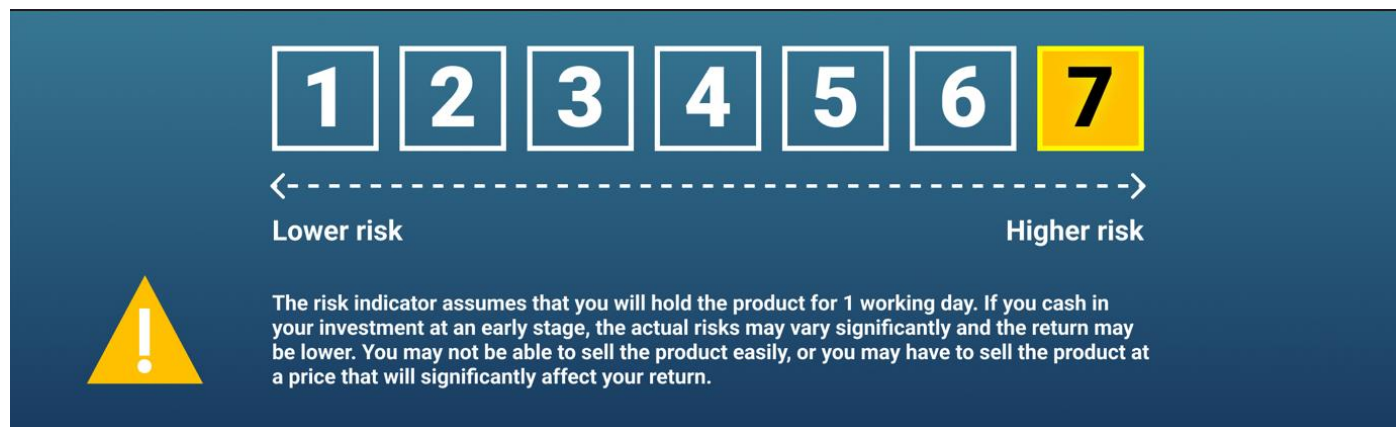 1 2 3 4 5 6 7
Lower risk Higher risk
The risk indicator assumes that you will hold the product for 1 working day. If you cash in
your investment at an early stage, the actual risks may vary significantly and the return may
be lower. You may not be able to sell the product easily, or you may have to sell the product at
a price that will significantly affect your return.